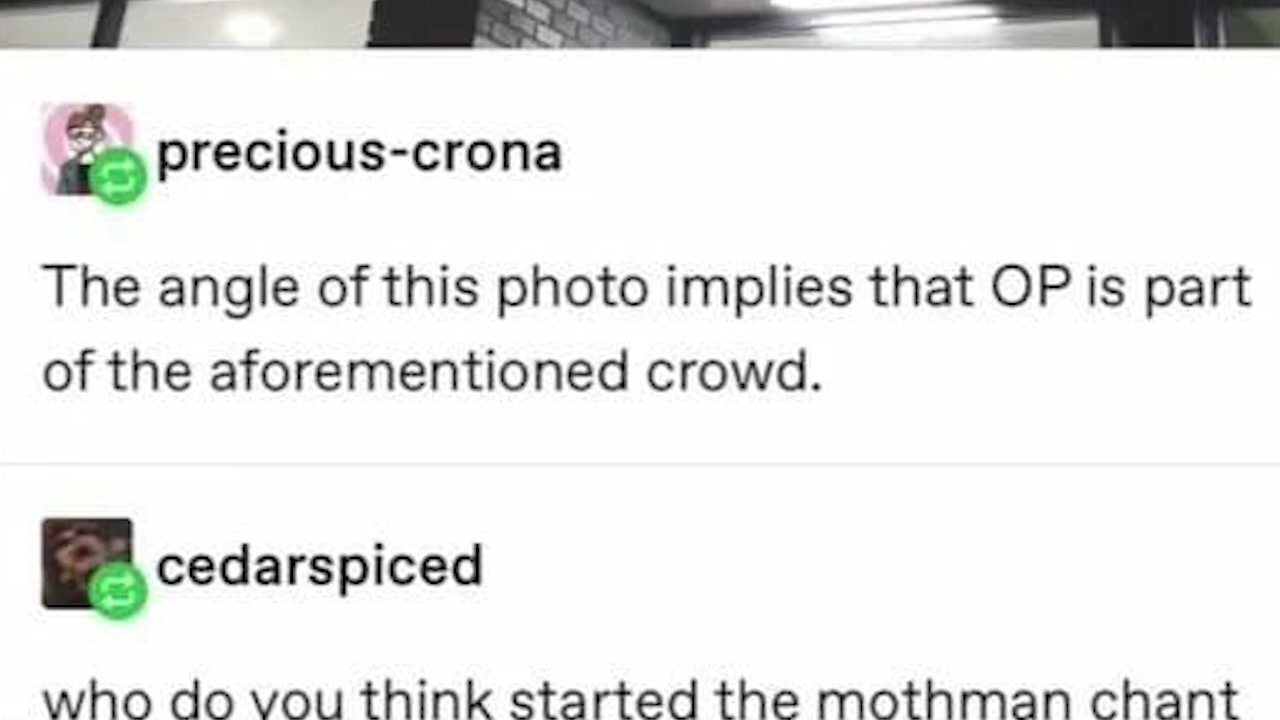 precious-crona
The angle of this photo implies that OP is part
of the aforementioned crowd.
cedarspiced
who do you think started the mothman chant